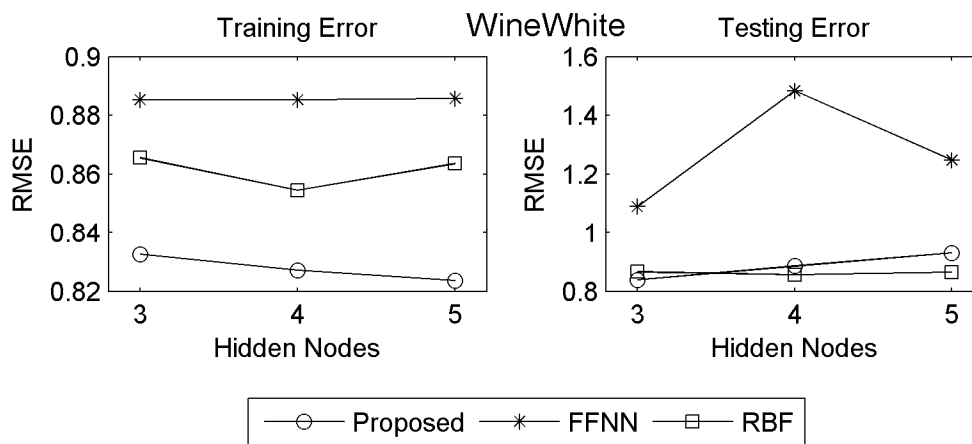 WineWhite
Training Error
0.9
0.88
0.86
0.84
0.82
RMSE
3 4 5
Hidden Nodes
Testing Error
1.6
1.4
1.2
1
0.8
RMSE
3 4 5
Hidden Nodes
Proposed FFNN RBF